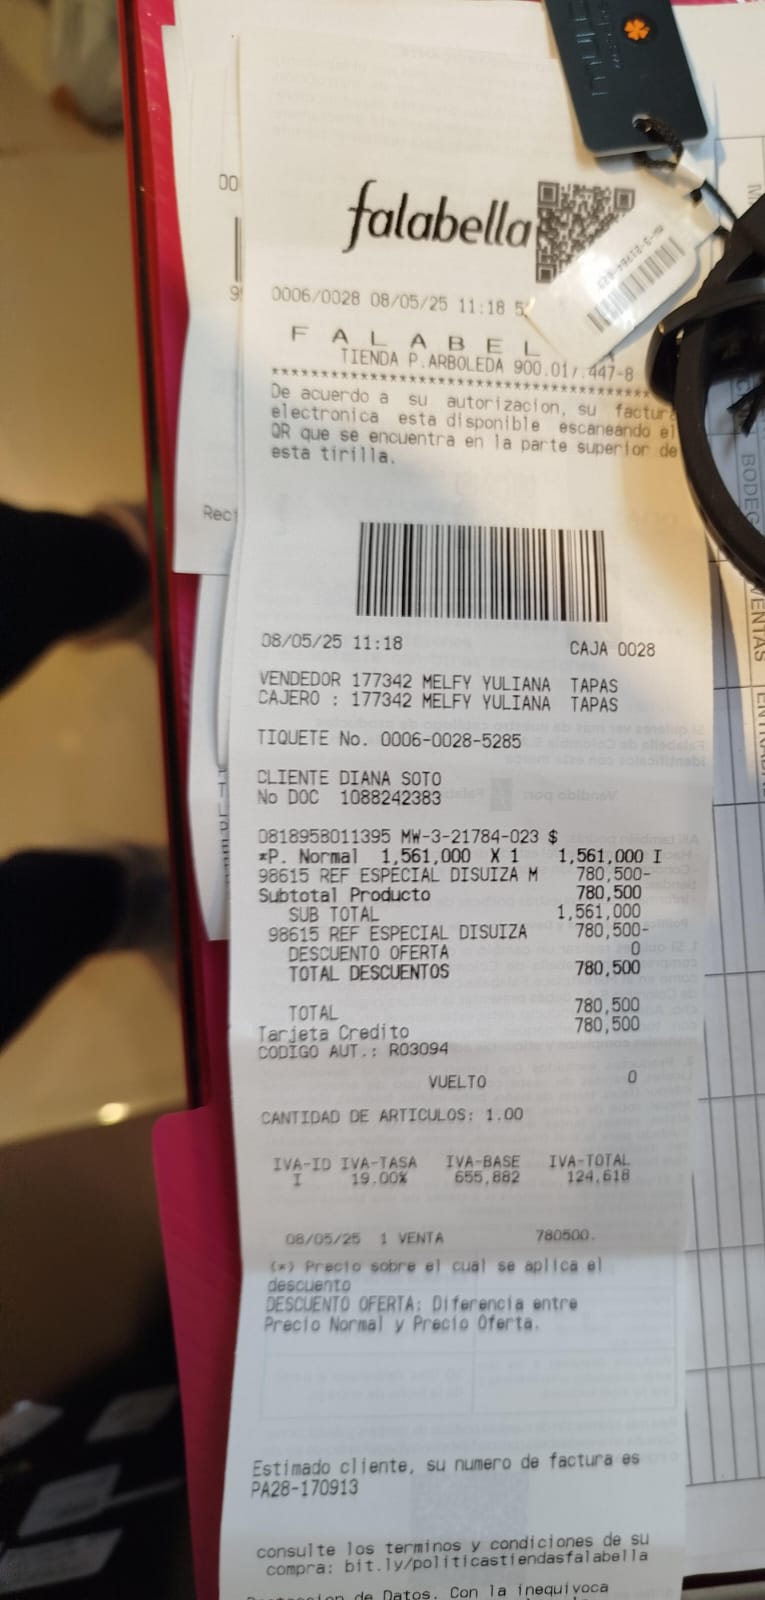 falabella
0006/0028 08/05/25 11:18
F A L A B E L
TIENDA P.ARBOLEDA 900.017.447-8
****************************************
De acuerdo a su autorizacion, su factura
electronica esta disponible escaneando el
QR que se encuentra en la parte superior de
esta tirilla.
08/05/25 11:18 CAJA 0028
VENDEDOR 177342 MELFY YULIANA TAPAS
CAJERO : 177342 MELFY YULIANA TAPAS
TIQUETE No. 0006-0028-5285
CLIENTE DIANA SOTO
No DOC 1088242383
0818958011395 MW-3-21784-023 $
*P. Normal 1,561,000 X 1 1,561,000 I
98615 REF ESPECIAL DISUIZA M 780,500-
Subtotal Producto 780,500
SUB TOTAL 1,561,000
98615 REF ESPECIAL DISUIZA 780,500-
DESCUENTO OFERTA 0
TOTAL DESCUENTOS 780,500
TOTAL 780,500
Tarjeta Credito 780,500
CODIGO AUT.: R03094
VUELTO 0
CANTIDAD DE ARTICULOS: 1.00
IVA-ID IVA-TASA IVA-BASE IVA-TOTAL
I 19.00% 655,882 124,618
08/05/25 1 VENTA 780500.
(*) Precio sobre el cual se aplica el
descuento
DESCUENTO OFERTA: Diferencia entre
Precio Normal y Precio Oferta.
Estimado cliente, su numero de factura es
PA28-170913
consulte los terminos y condiciones de su
compra: bit.ly/politicastiendasfalabella
de Datos. Con la inequivoca
VENTAS